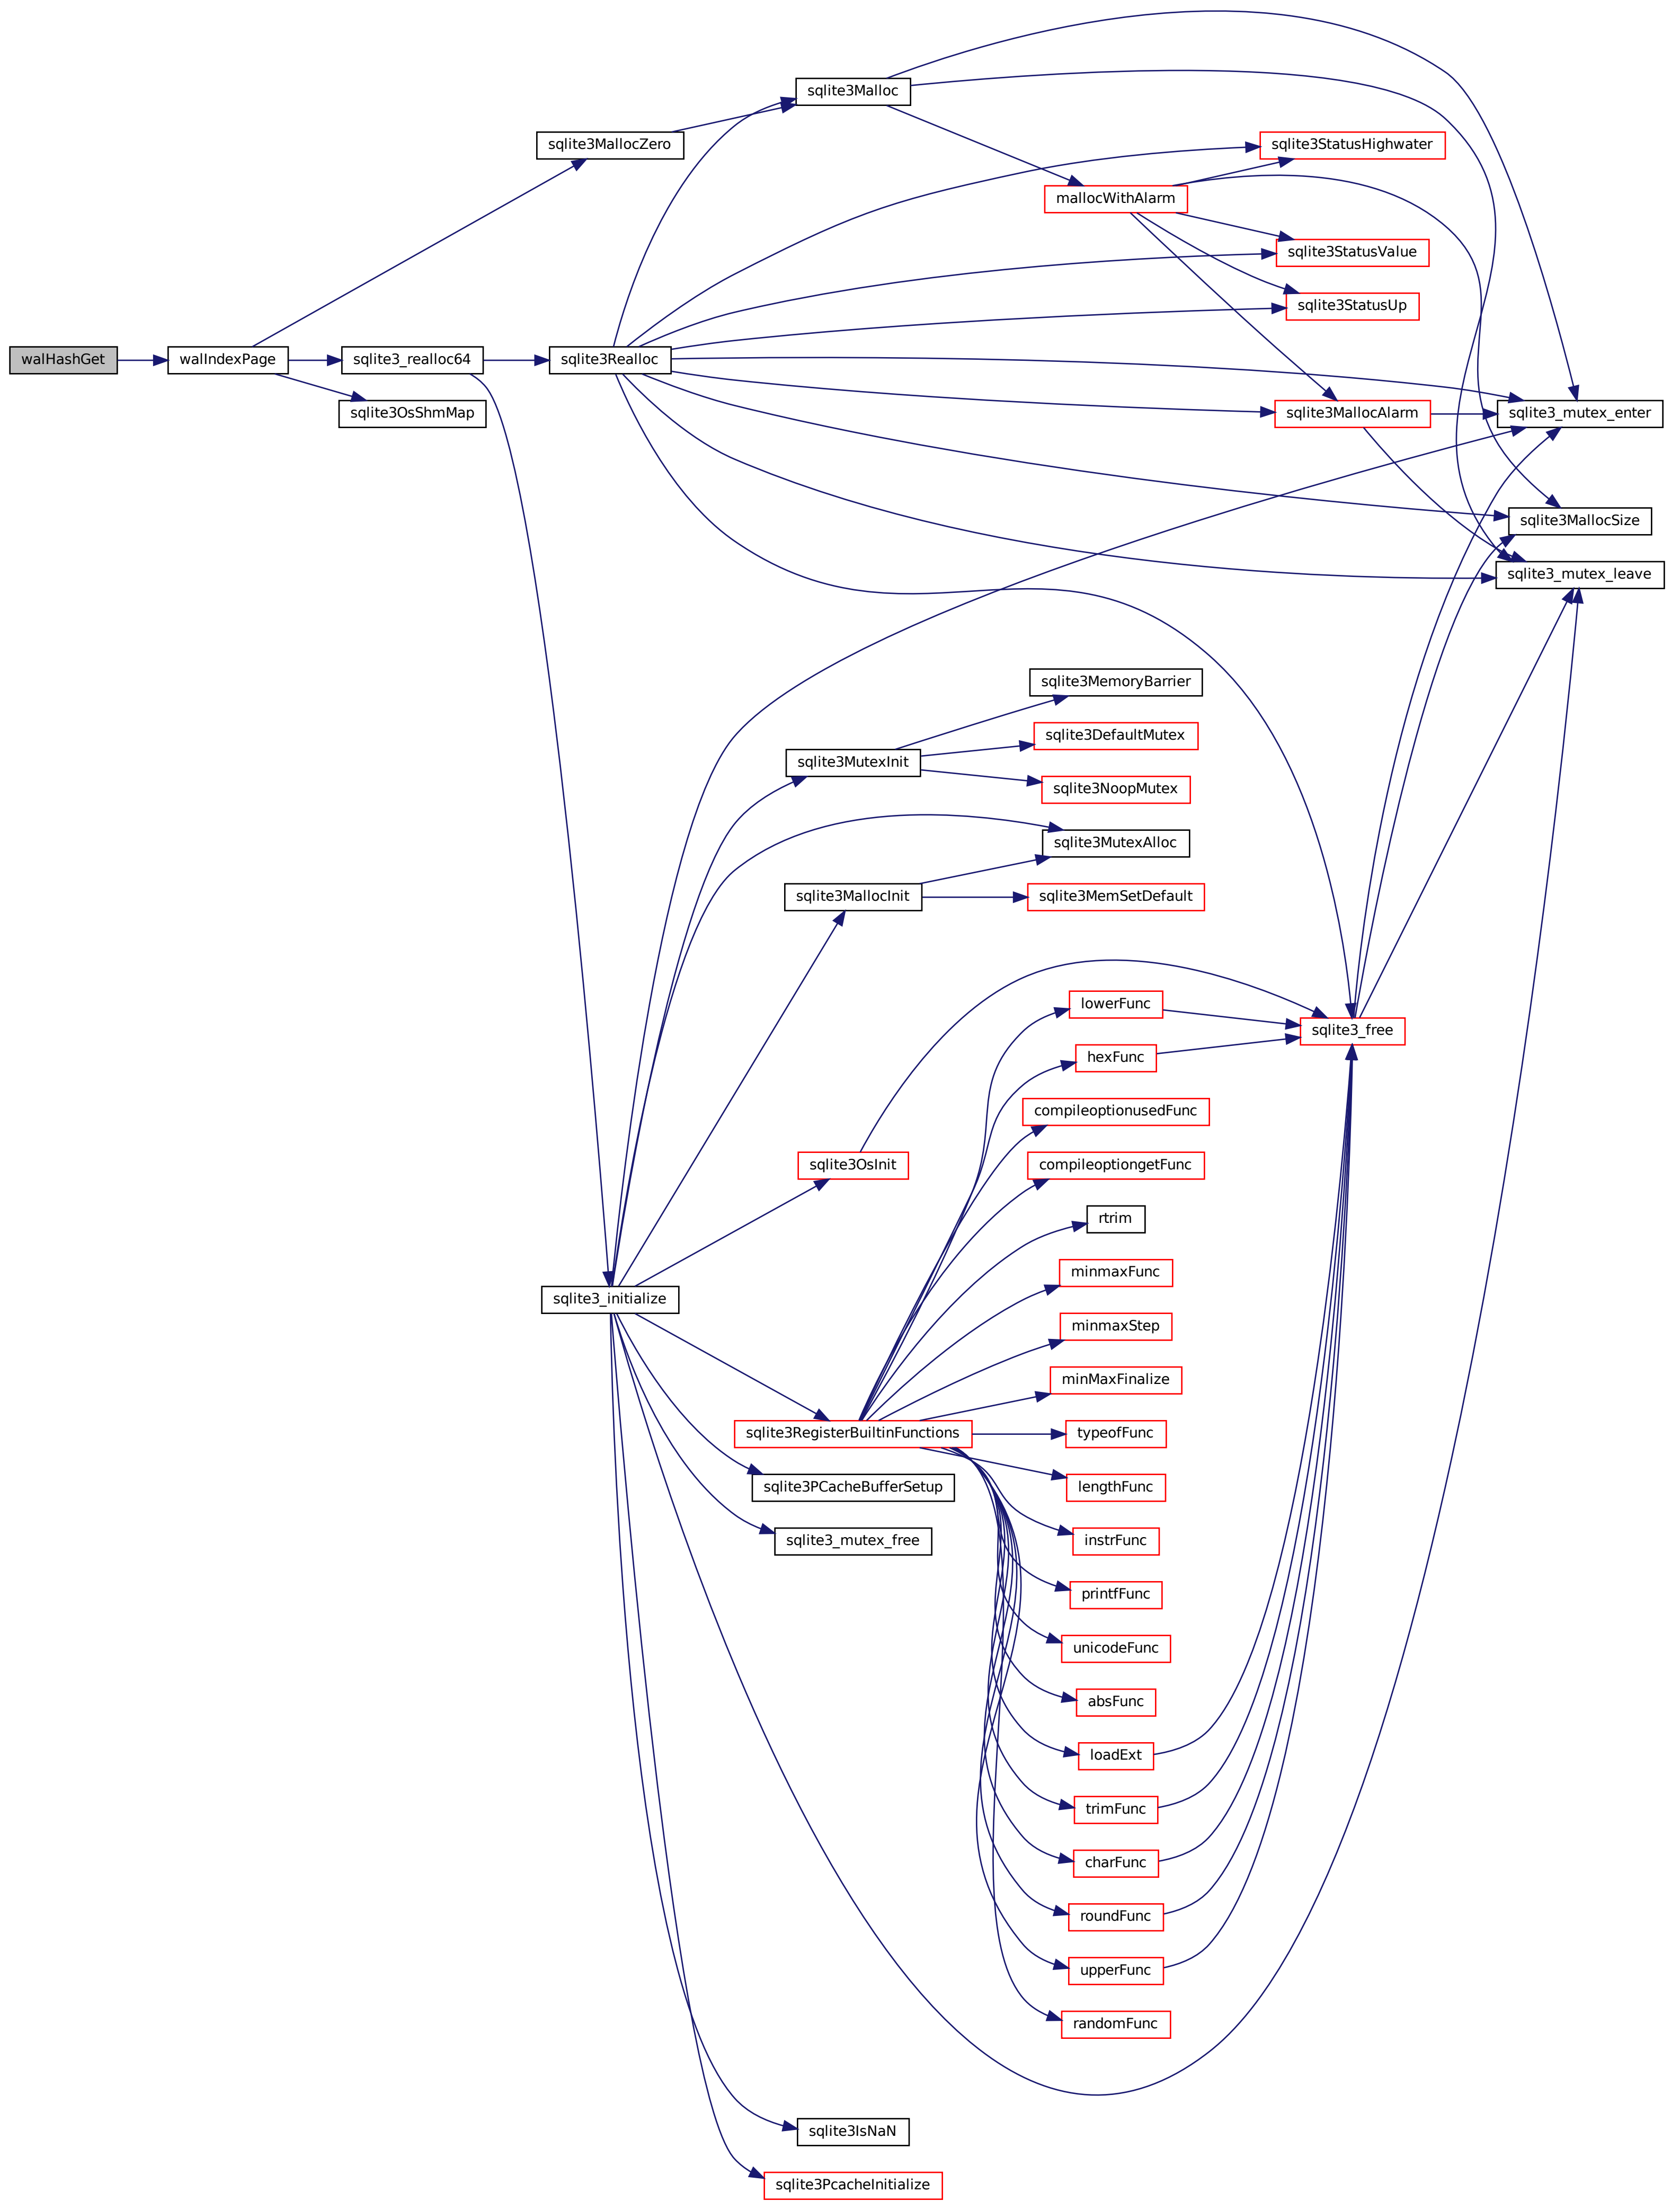 sqlite3Malloc
sqlite3MallocZero
sqlite3StatusHighwater
mallocWithAlarm
sqlite3StatusValue
sqlite3StatusUp
walHashGet
walIndexPage
sqlite3_realloc64
sqlite3Realloc
sqlite3OsShmMap
sqlite3MallocAlarm
sqlite3_mutex_enter
sqlite3MallocSize
sqlite3_mutex_leave
sqlite3MemoryBarrier
sqlite3DefaultMutex
sqlite3MutexInit
sqlite3NoopMutex
sqlite3MutexAlloc
sqlite3MallocInit
sqlite3MemSetDefault
lowerFunc
sqlite3_free
hexFunc
compileoptionusedFunc
sqlite3OsInit
compileoptiongetFunc
rtrim
minmaxFunc
sqlite3_initialize
minmaxStep
minMaxFinalize
sqlite3RegisterBuiltinFunctions
typeofFunc
sqlite3PCacheBufferSetup
lengthFunc
sqlite3_mutex_free
instrFunc
printfFunc
unicodeFunc
absFunc
loadExt
trimFunc
charFunc
roundFunc
upperFunc
randomFunc
sqlite3IsNaN
sqlite3PcacheInitialize